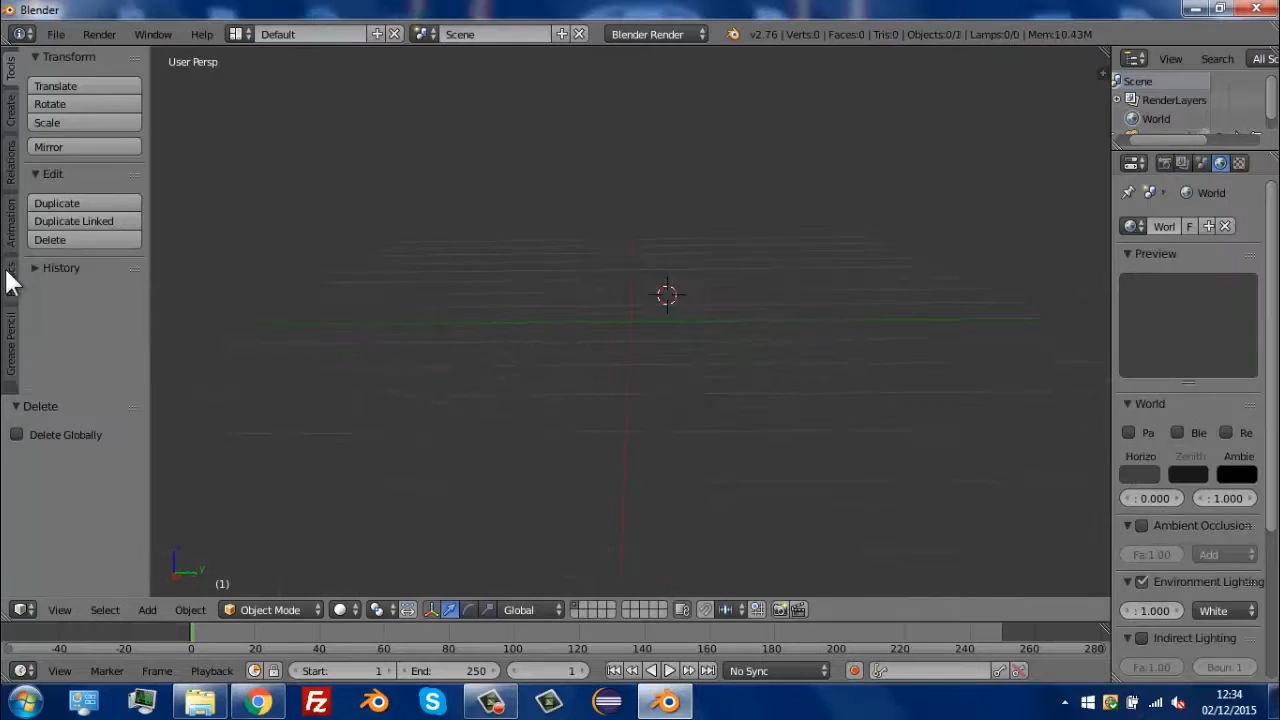 Blender
File Render Window Help Default Scene Blender Render v2.76 | Verts:0 | Faces:0 | Tris:0 | Objects:0/1 | Lamps:0/0 | Mem:10.43M
Tools
Create
Relations
Animation
Grease Pencil
Transform
Translate
Rotate
Scale
Mirror
Edit
Duplicate
Duplicate Linked
Delete
History
Delete
Delete Globally
User Persp
(1)
View Search All Sc
Scene
RenderLayers
World
World
Worl F
Preview
World
Pa Ble Re
Horizo Zenith Ambie
: 0.000 : 1.000
Ambient Occlusion
Fa:1.00 Add
Environment Lighting
: 1.000 White
Indirect Lighting
Fa:1.00 Boun: 1
View Select Add Object Object Mode Global
-40 -20 0 20 40 60 80 100 120 140 160 180 200 220 240 260 280
View Marker Frame Playback Start: 1 End: 250 1 No Sync
12:34
02/12/2015